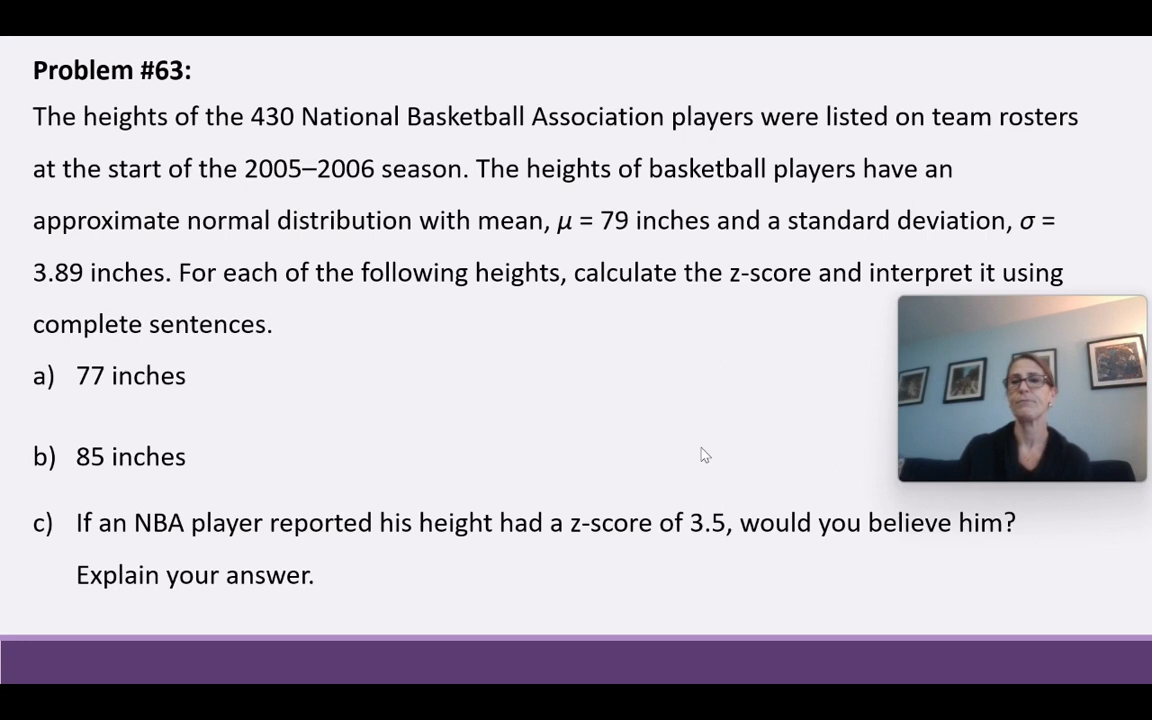 Problem #63:
The heights of the 430 National Basketball Association players were listed on team rosters
at the start of the 2005–2006 season. The heights of basketball players have an
approximate normal distribution with mean, µ = 79 inches and a standard deviation, σ =
3.89 inches. For each of the following heights, calculate the z-score and interpret it using
complete sentences.
a) 77 inches
b) 85 inches
c) If an NBA player reported his height had a z-score of 3.5, would you believe him?
Explain your answer.